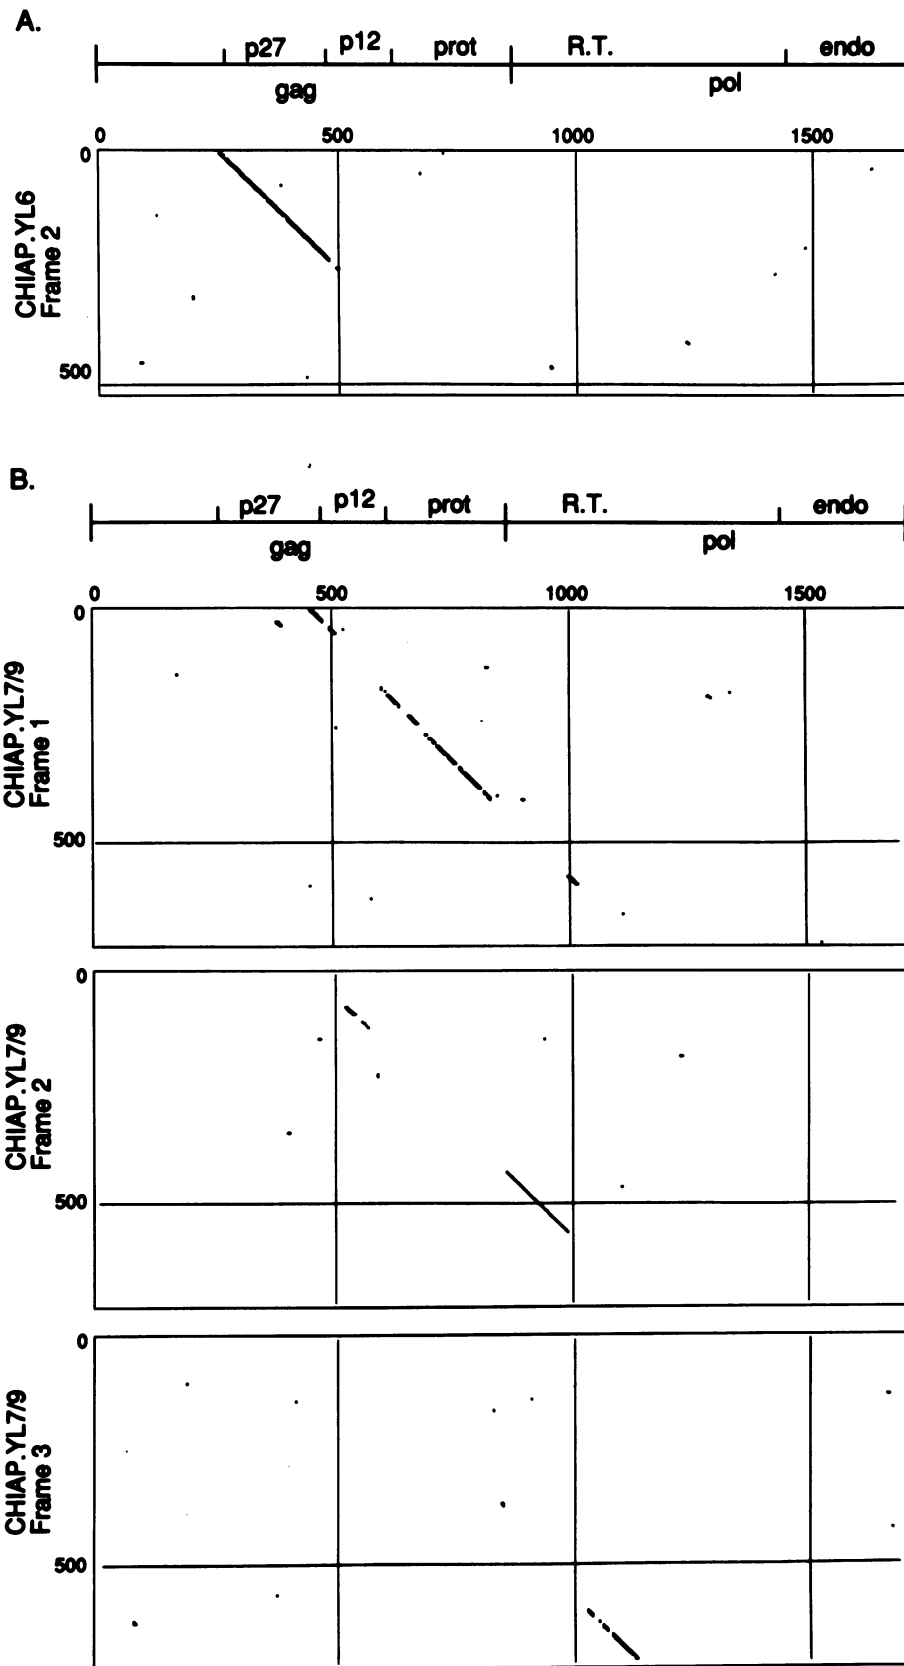 A.
p27 p12 prot R.T. endo
gag pol
0 500 1000 1500
0
CHIAP.YL6
Frame 2
500
B.
p27 p12 prot R.T. endo
gag pol
0 500 1000 1500
0
CHIAP.YL7/9
Frame 1
500
0
CHIAP.YL7/9
Frame 2
500
0
CHIAP.YL7/9
Frame 3
500